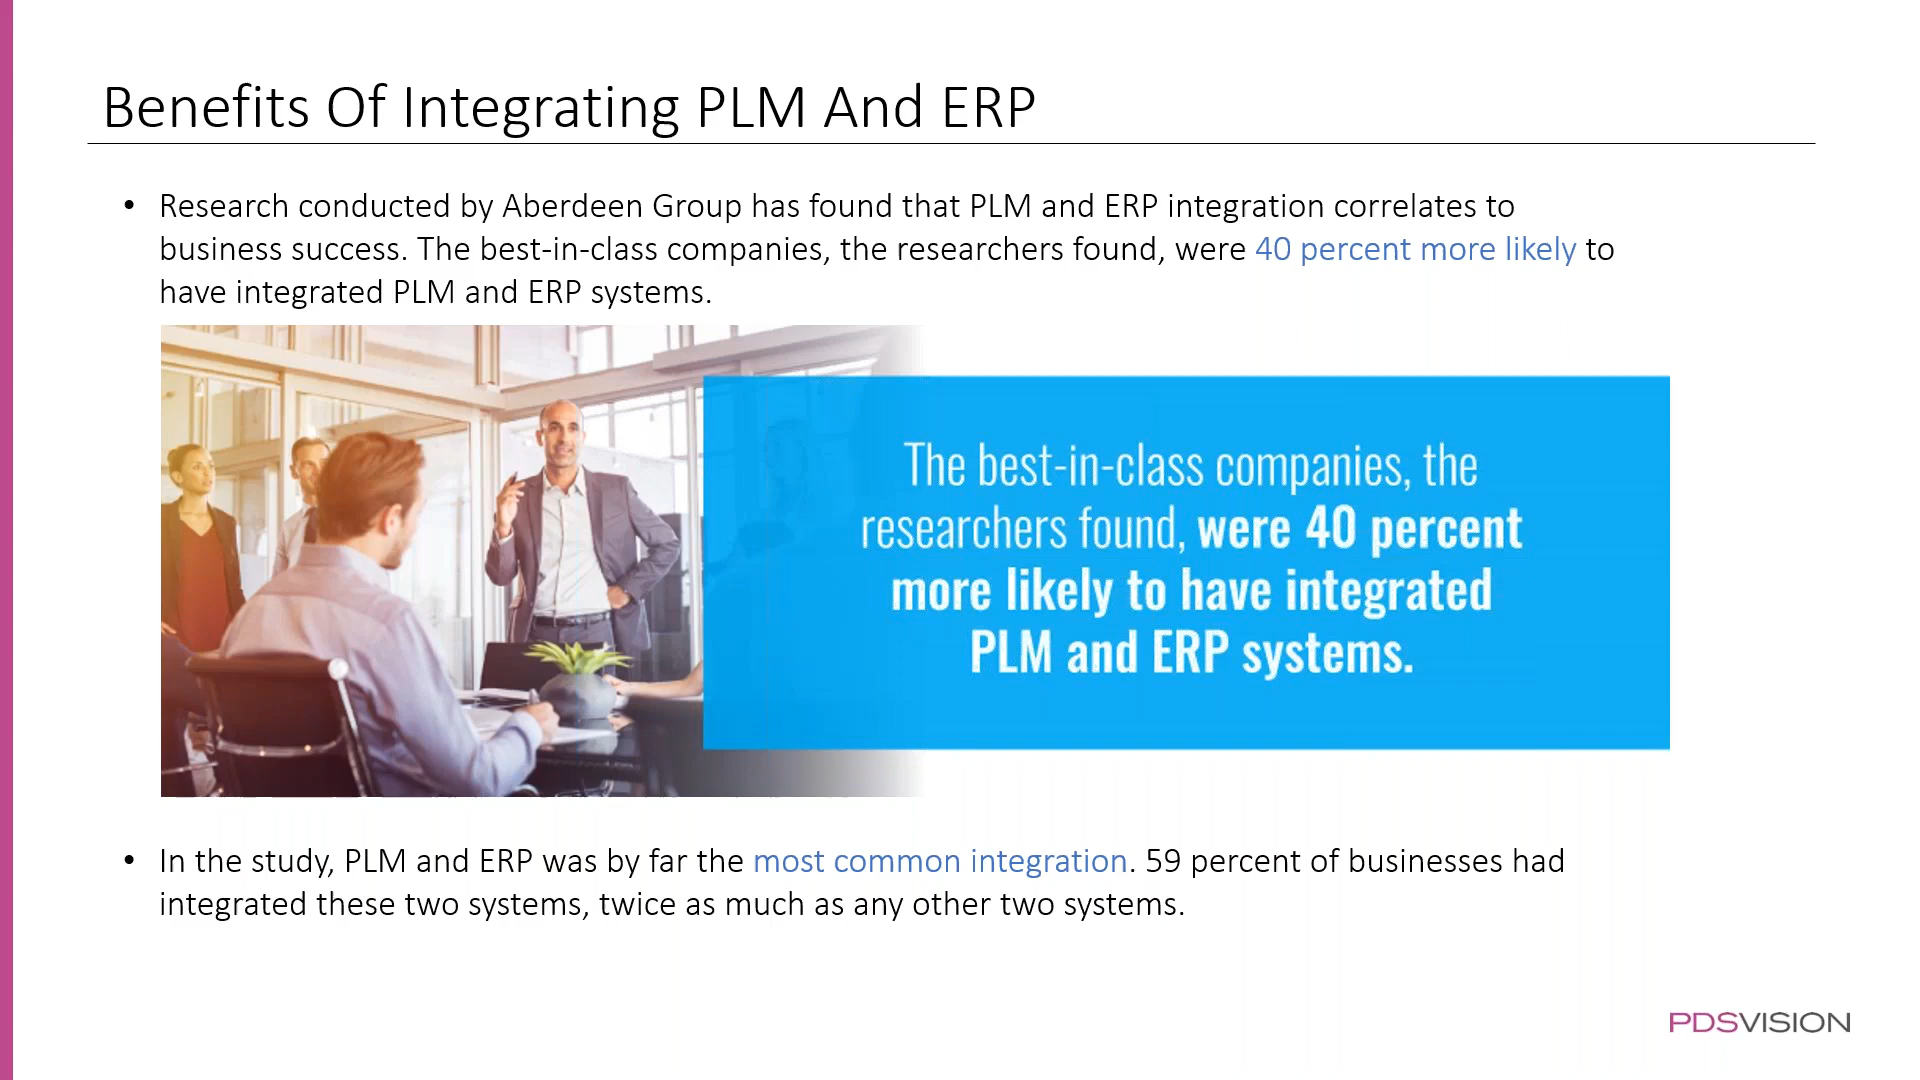 Benefits Of Integrating PLM And ERP
• Research conducted by Aberdeen Group has found that PLM and ERP integration correlates to
business success. The best-in-class companies, the researchers found, were 40 percent more likely to
have integrated PLM and ERP systems.
The best-in-class companies, the
researchers found, were 40 percent
more likely to have integrated
PLM and ERP systems.
• In the study, PLM and ERP was by far the most common integration. 59 percent of businesses had
integrated these two systems, twice as much as any other two systems.
PDSVISION